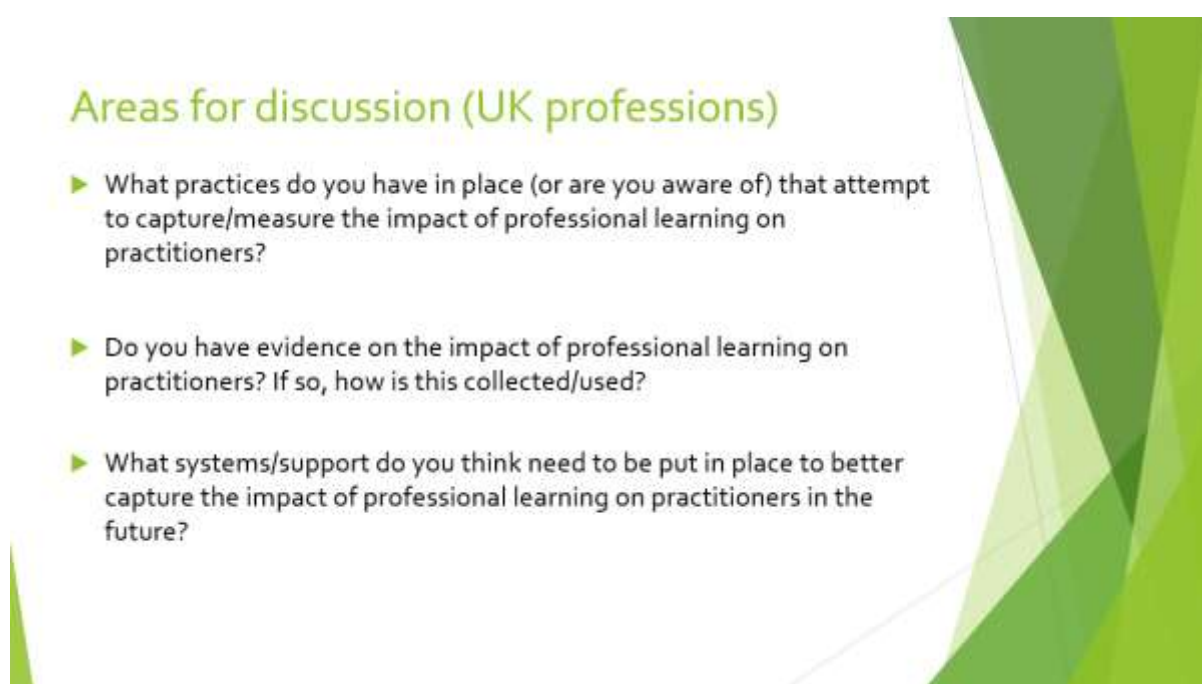 Areas for discussion (UK professions)
What practices do you have in place (or are you aware of) that attempt
to capture/measure the impact of professional learning on
practitioners?
Do you have evidence on the impact of professional learning on
practitioners? If so, how is this collected/used?
What systems/support do you think need to be put in place to better
capture the impact of professional learning on practitioners in the
future?